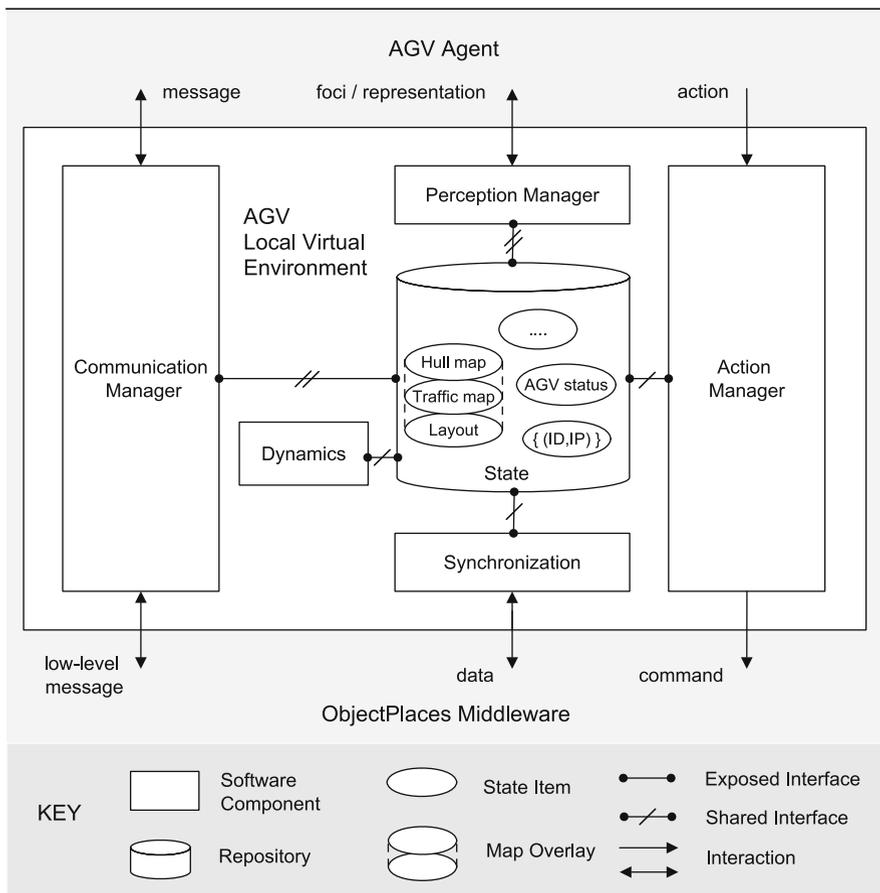 AGV Agent
message
foci / representation
action
Perception Manager
AGV
Local Virtual
Environment
....
Communication
Manager
Hull map
Traffic map
Layout
AGV status
{ (ID,IP) }
Action
Manager
Dynamics
State
Synchronization
low-level
message
data
command
ObjectPlaces Middleware
KEY
Software
Component
State Item
Exposed Interface
Shared Interface
Repository
Map Overlay
Interaction